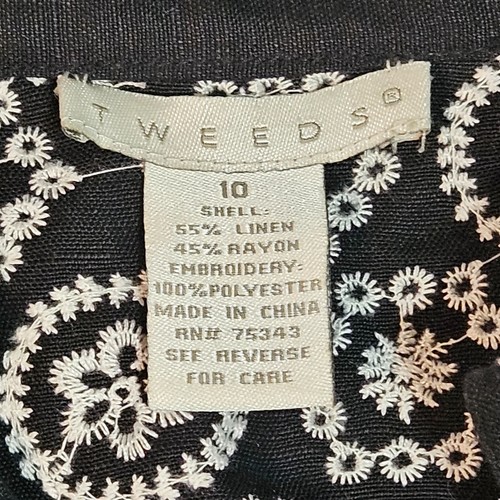 TWEEDS®
10
SHELL:
55% LINEN
45% RAYON
EMBROIDERY:
100%POLYESTER
MADE IN CHINA
RN# 75343
SEE REVERSE
FOR CARE